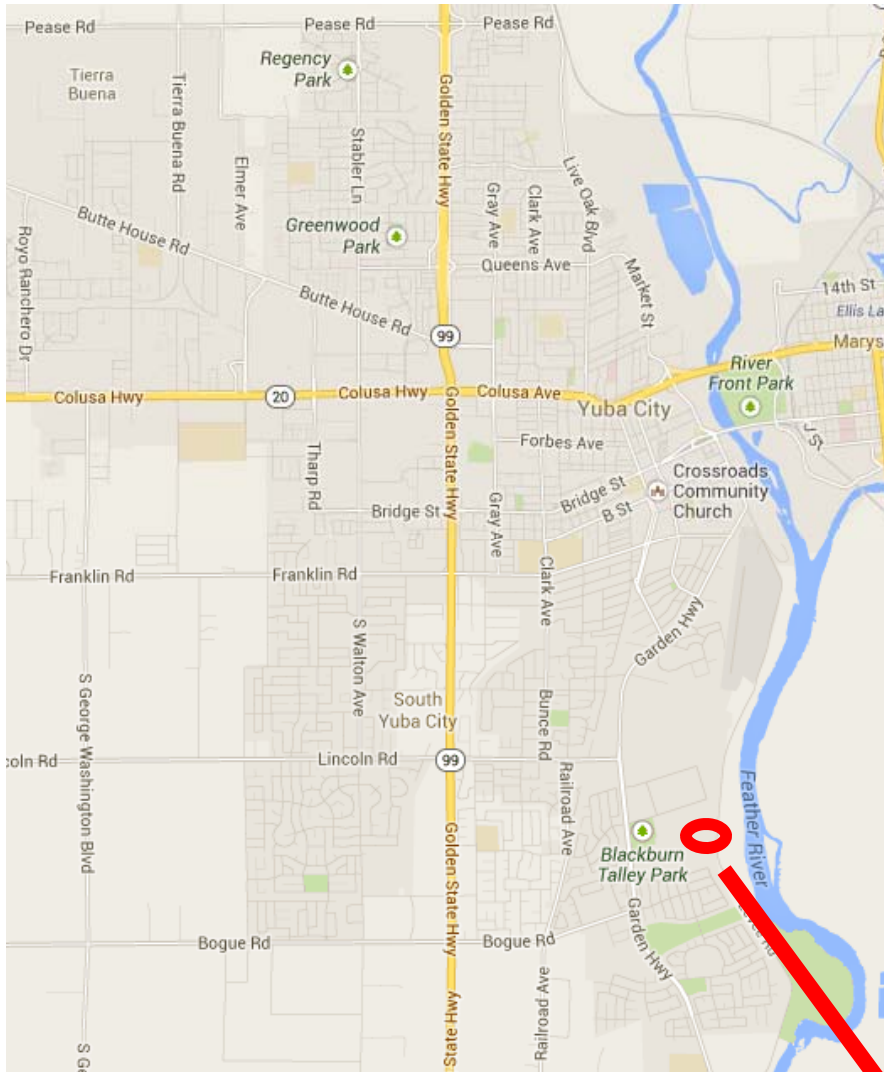 Pease Rd
Pease Rd
Regency
Park
Tierra
Buena
Tierra Buena Rd
Golden State Hwy
Stabler Ln
Elmer Ave
Live Oak Blvd
Gray Ave
Clark Ave
Butte House Rd
Greenwood
Park
Royo Ranchero Dr
Queens Ave
Market St
14th St
Ellis La
Butte House Rd
99
Marys
River
Front Park
Colusa Hwy
20
Colusa Hwy
Colusa Ave
Yuba City
Golden State Hwy
Forbes Ave
J St
Tharp Rd
Crossroads
Community
Church
Bridge St
Gray Ave
Bridge St
B St
Franklin Rd
Franklin Rd
Clark Ave
Garden Hwy
S Walton Ave
S George Washington Blvd
South
Yuba City
Bunce Rd
coln Rd
Lincoln Rd
99
Railroad Ave
Feather River
Golden State Hwy
Blackburn
Talley Park
Garden Hwy
Bogue Rd
Bogue Rd
Railroad Ave
State Hwy
S Ge